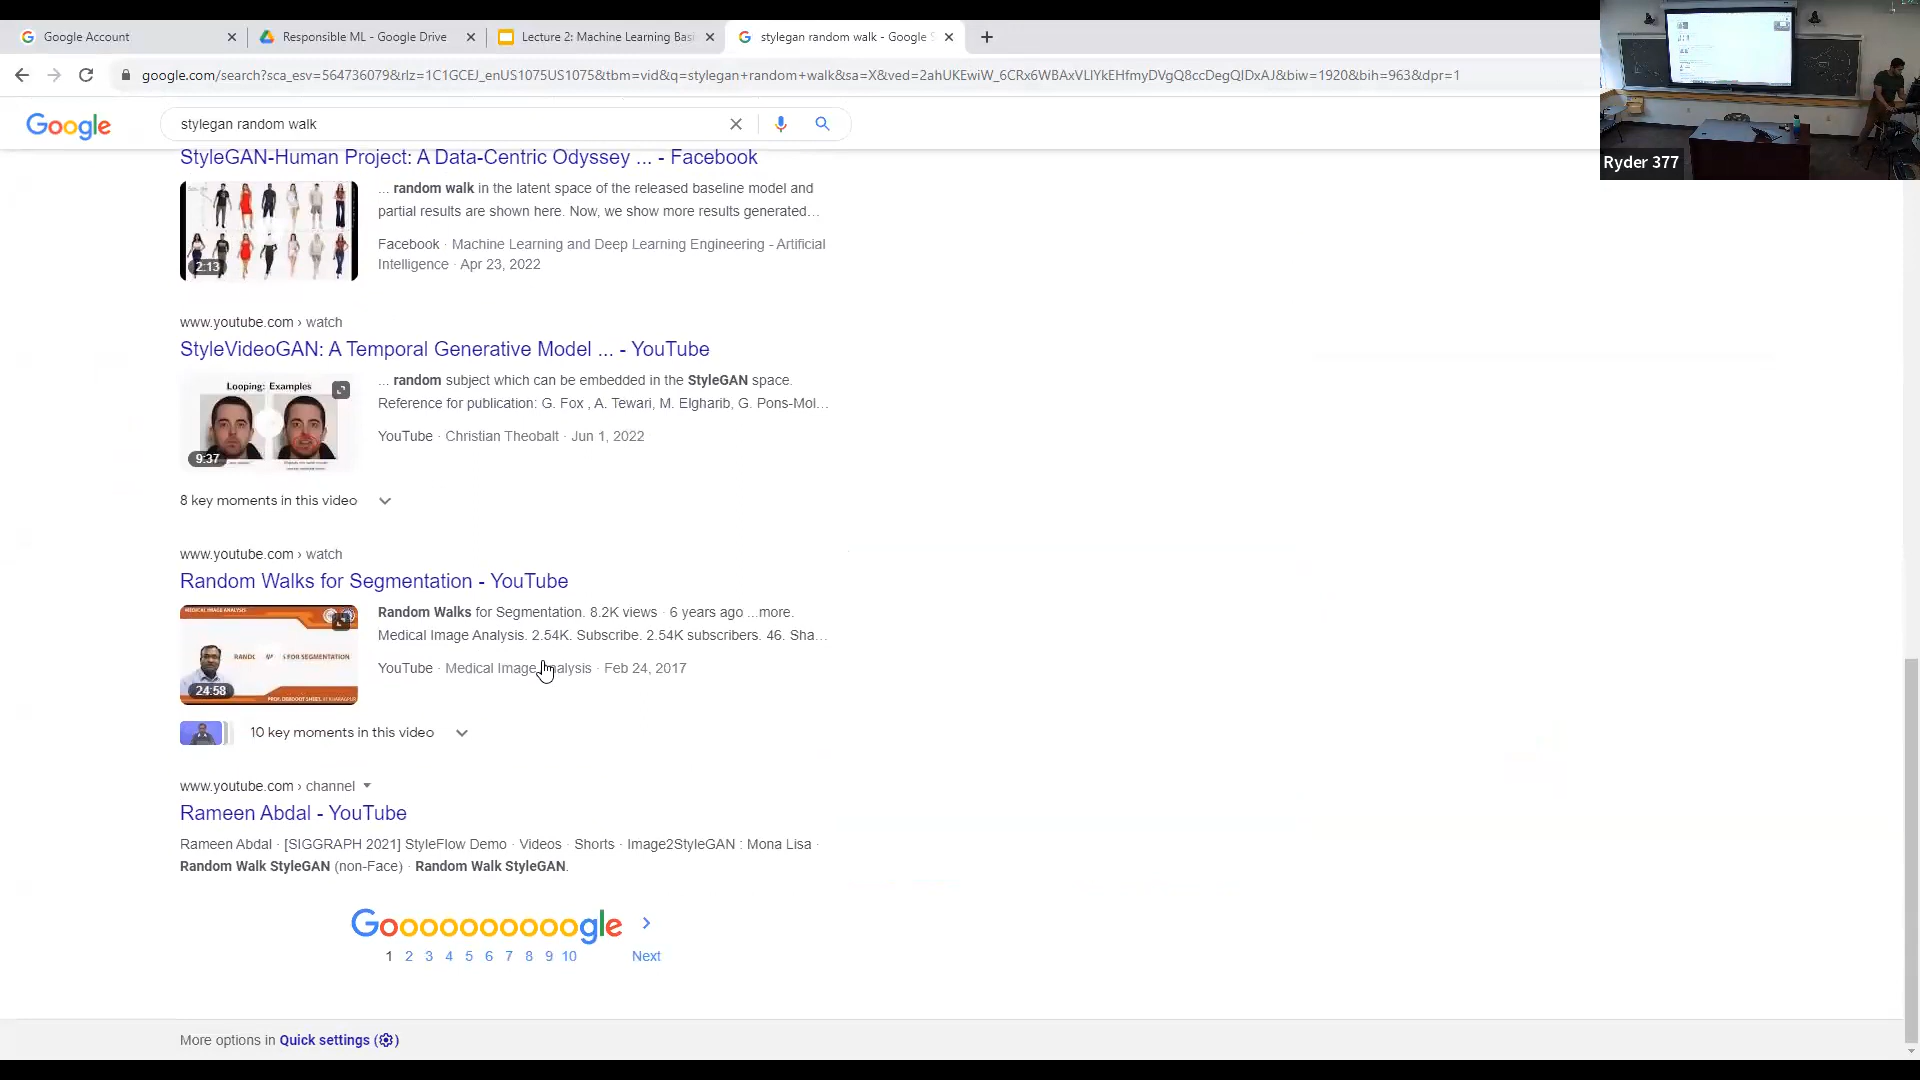 Google Account
Responsible ML - Google Drive
Lecture 2: Machine Learning Bas
stylegan random walk - Google S
google.com/search?sca_esv=564736079&rlz=1C1GCEJ_enUS1075US1075&tbm=vid&q=stylegan+random+walk&sa=X&ved=2ahUKEwiW_6CRx6WBAxVLlYkEHfmyDVgQ8ccDegQIDxAJ&biw=1920&bih=963&dpr=1
Ryder 377
Google
stylegan random walk
StyleGAN-Human Project: A Data-Centric Odyssey ... - Facebook
2:13
... random walk in the latent space of the released baseline model and
partial results are shown here. Now, we show more results generated...
Facebook · Machine Learning and Deep Learning Engineering - Artificial
Intelligence · Apr 23, 2022
www.youtube.com › watch
StyleVideoGAN: A Temporal Generative Model ... - YouTube
Looping: Examples
9:37
... random subject which can be embedded in the StyleGAN space.
Reference for publication: G. Fox , A. Tewari, M. Elgharib, G. Pons-Mol...
YouTube · Christian Theobalt · Jun 1, 2022
8 key moments in this video
www.youtube.com › watch
Random Walks for Segmentation - YouTube
MEDICAL IMAGE ANALYSIS
FOR SEGMENTATION
24:58
Random Walks for Segmentation. 8.2K views · 6 years ago ...more.
Medical Image Analysis. 2.54K. Subscribe. 2.54K subscribers. 46. Sha...
YouTube · Medical Image Analysis · Feb 24, 2017
10 key moments in this video
www.youtube.com › channel
Rameen Abdal - YouTube
Rameen Abdal · [SIGGRAPH 2021] StyleFlow Demo · Videos · Shorts · Image2StyleGAN : Mona Lisa ·
Random Walk StyleGAN (non-Face) · Random Walk StyleGAN.
Goooooooooogle
1 2 3 4 5 6 7 8 9 10 Next
More options in Quick settings